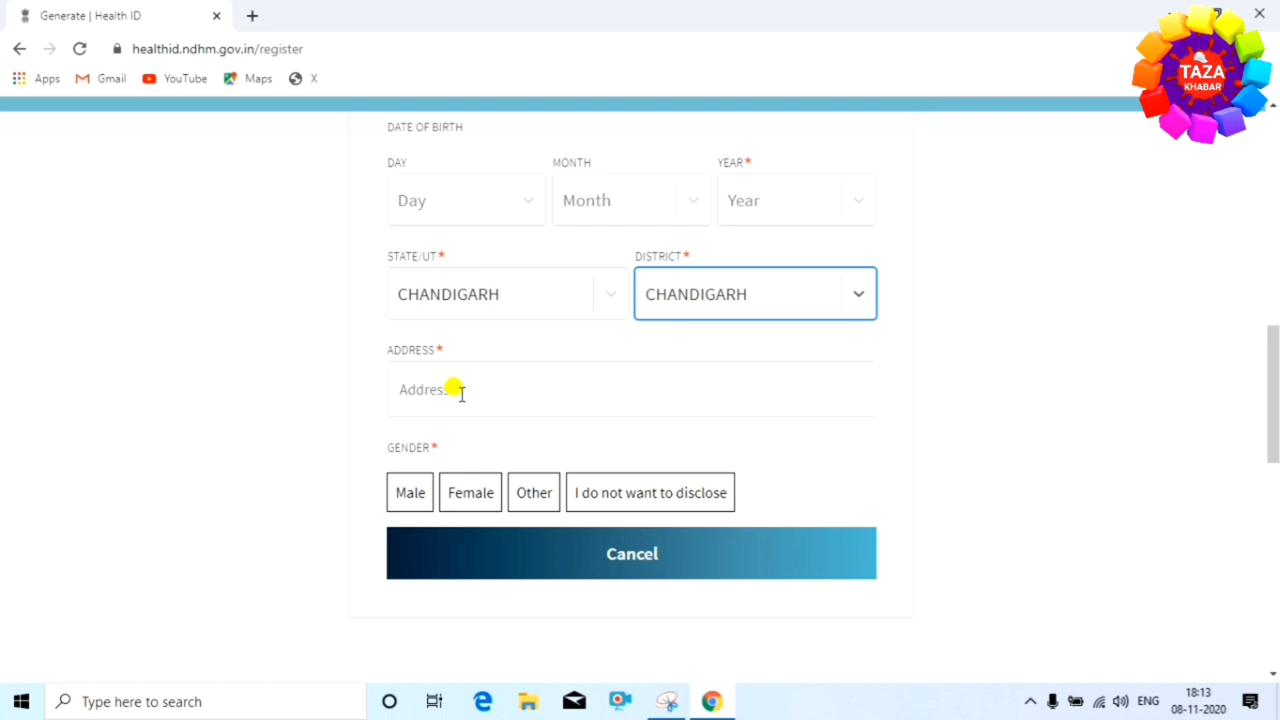 Generate | Health ID
healthid.ndhm.gov.in/register
Apps Gmail YouTube Maps X
TAZA
KHABAR
DATE OF BIRTH
DAY MONTH YEAR*
Day Month Year
STATE/UT* DISTRICT*
CHANDIGARH CHANDIGARH
ADDRESS*
Address
GENDER*
Male Female Other I do not want to disclose
Cancel
Type here to search
ENG
18:13
08-11-2020